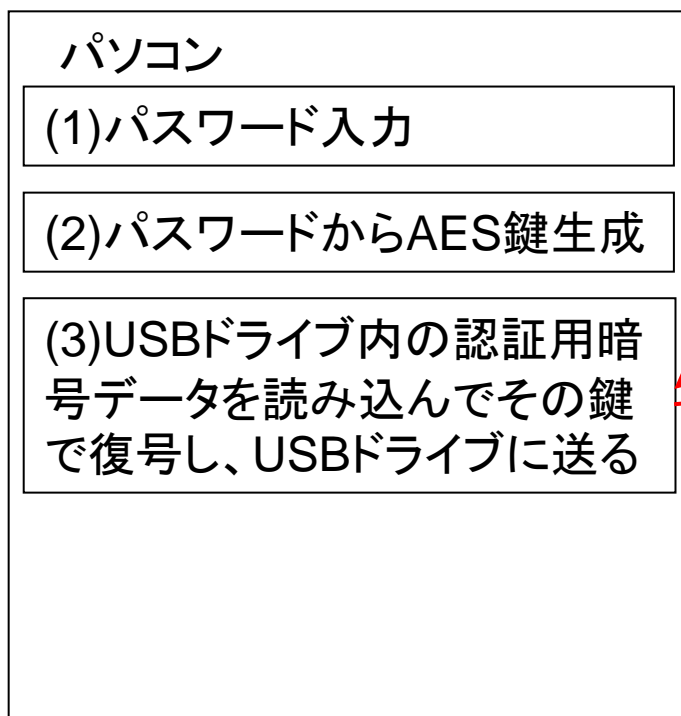 パソコン
(1)パスワード入力
(2)パスワードからAES鍵生成
(3)USBドライブ内の認証用暗
号データを読み込んでその鍵
で復号し、USBドライブに送る